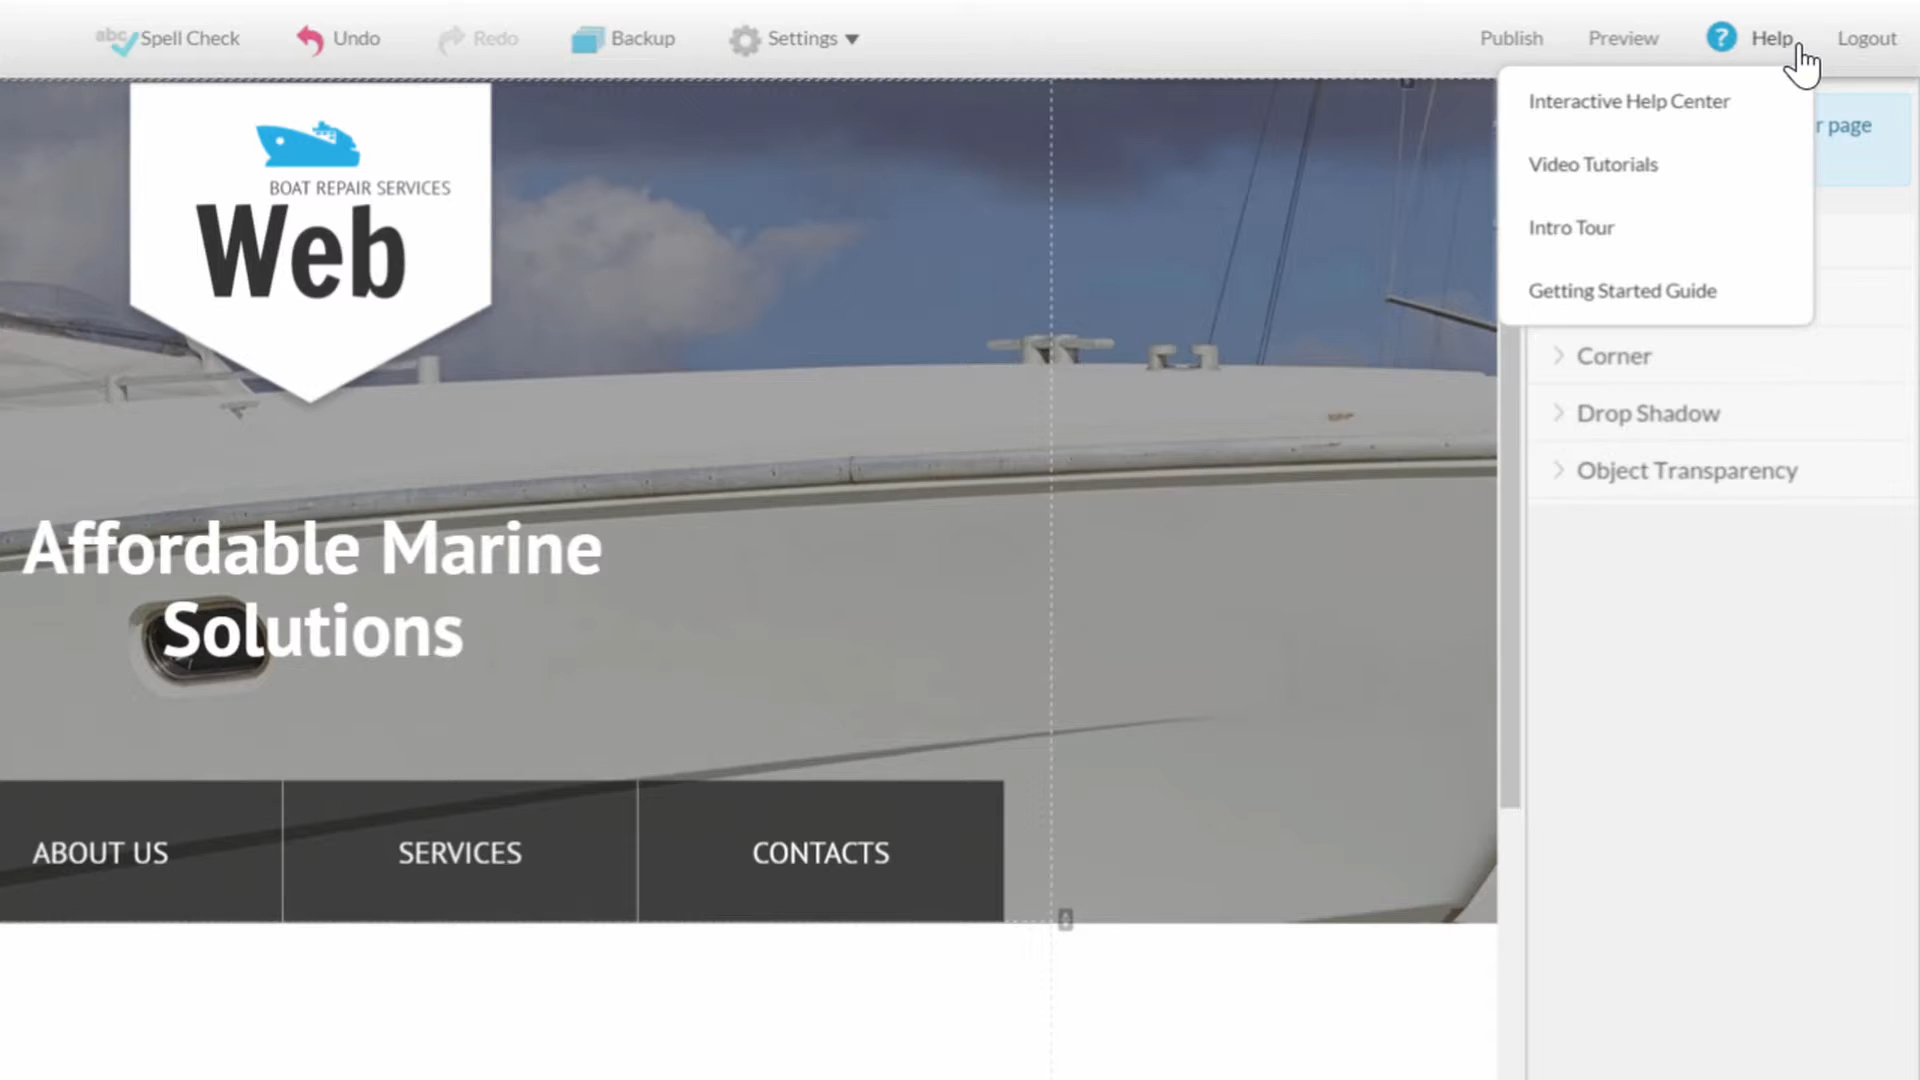 abc Spell Check Undo Redo Backup Settings Publish Preview ? Help Logout
Interactive Help Center
r page
Video Tutorials
Intro Tour
Getting Started Guide
BOAT REPAIR SERVICES
Web
Corner
Drop Shadow
Object Transparency
Affordable Marine
Solutions
ABOUT US SERVICES CONTACTS